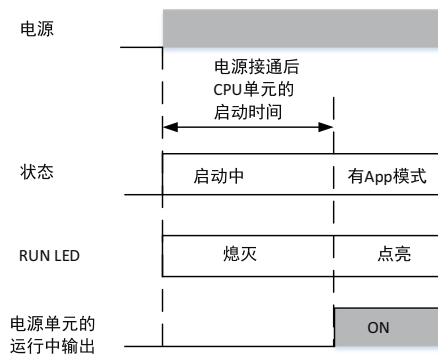 电源
电源接通后
CPU单元的
启动时间
状态
启动中
有App模式
RUN LED
熄灭
点亮
电源单元的
运行中输出
ON